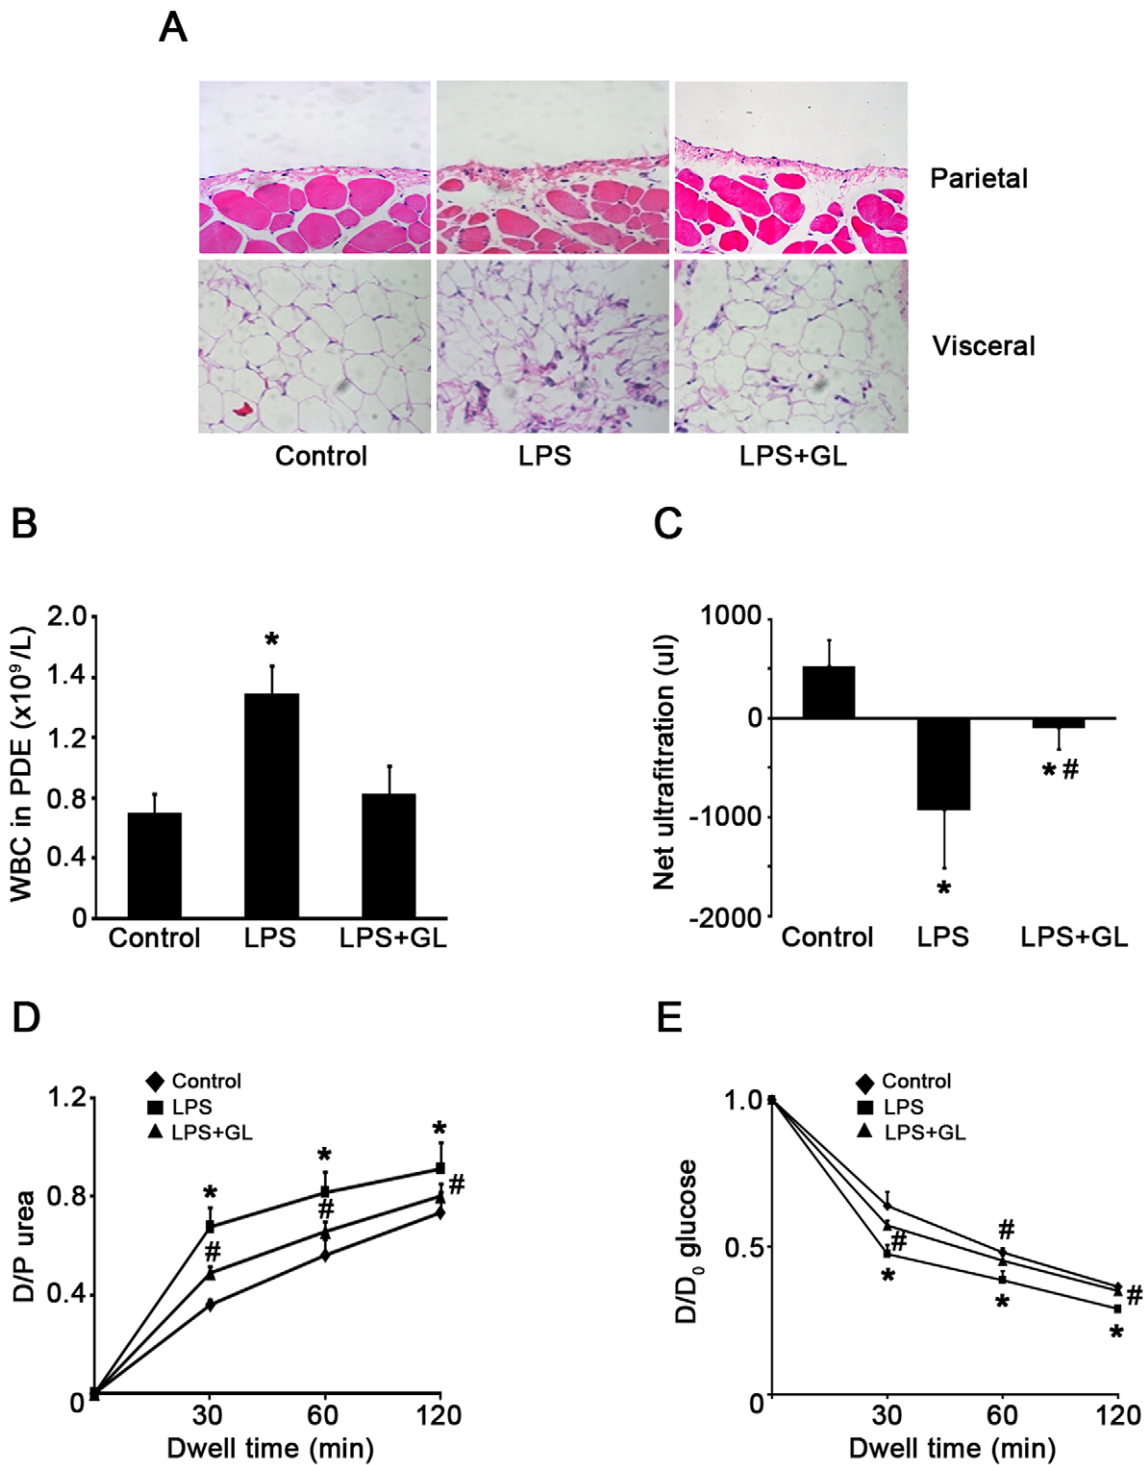 A
Parietal
Visceral
Control LPS LPS+GL
B
WBC in PDE (x10⁹/L)
2.0
1.4
1.2
0.8
0.4
0
*
Control LPS LPS+GL
C
Net ultrafitration (ul)
1000
0
-1000
-2000
*
* #
Control LPS LPS+GL
D
D/P urea
Control
LPS
LPS+GL
1.2
0.8
0.4
0
* * *
# # #
30 60 120
Dwell time (min)
E
D/D₀ glucose
Control
LPS
LPS+GL
1.0
0.5
0
# # #
* * *
30 60 120
Dwell time (min)